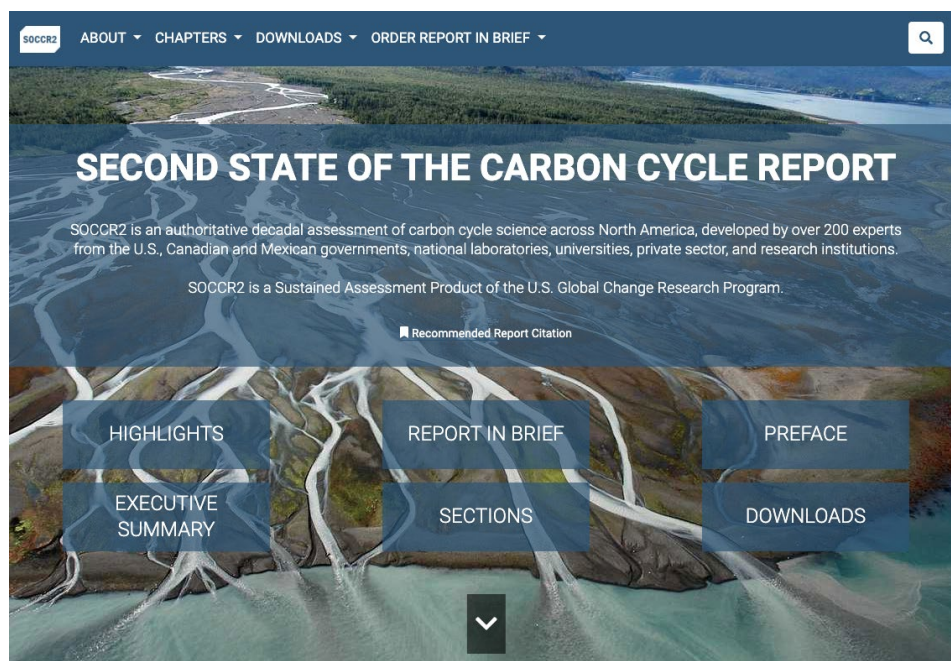 SOCCR2 ABOUT CHAPTERS DOWNLOADS ORDER REPORT IN BRIEF
SECOND STATE OF THE CARBON CYCLE REPORT
SOCCR2 is an authoritative decadal assessment of carbon cycle science across North America, developed by over 200 experts
from the U.S., Canadian and Mexican governments, national laboratories, universities, private sector, and research institutions.
SOCCR2 is a Sustained Assessment Product of the U.S. Global Change Research Program.
Recommended Report Citation
HIGHLIGHTS
REPORT IN BRIEF
PREFACE
EXECUTIVE
SUMMARY
SECTIONS
DOWNLOADS